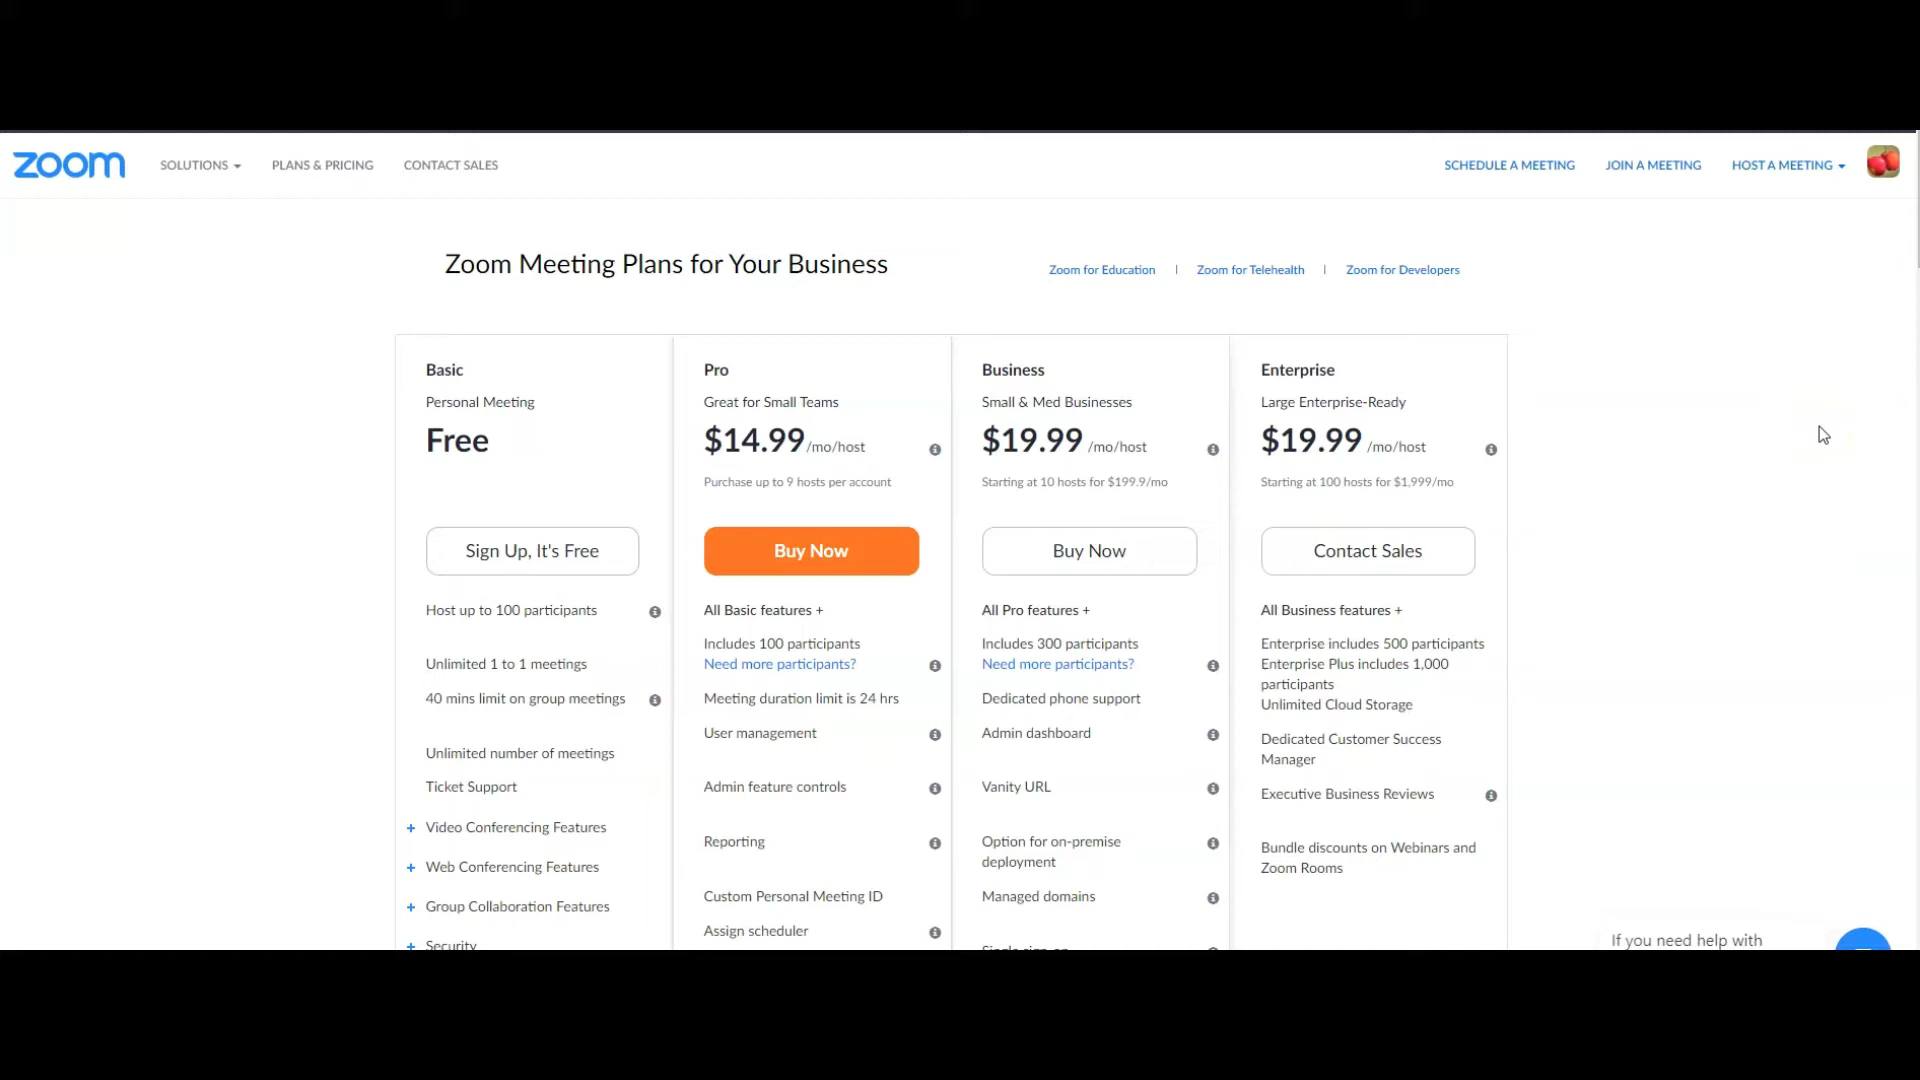 zoom
SOLUTIONS
PLANS & PRICING
CONTACT SALES
SCHEDULE A MEETING
JOIN A MEETING
HOST A MEETING
Zoom Meeting Plans for Your Business
Zoom for Education | Zoom for Telehealth | Zoom for Developers
Basic
Personal Meeting
Free
Sign Up, It's Free
Host up to 100 participants
Unlimited 1 to 1 meetings
40 mins limit on group meetings
Unlimited number of meetings
Ticket Support
+ Video Conferencing Features
+ Web Conferencing Features
+ Group Collaboration Features
+ Security
Pro
Great for Small Teams
$14.99 /mo/host
Purchase up to 9 hosts per account
Buy Now
All Basic features +
Includes 100 participants
Need more participants?
Meeting duration limit is 24 hrs
User management
Admin feature controls
Reporting
Custom Personal Meeting ID
Assign scheduler
Business
Small & Med Businesses
$19.99 /mo/host
Starting at 10 hosts for $199.9/mo
Buy Now
All Pro features +
Includes 300 participants
Need more participants?
Dedicated phone support
Admin dashboard
Vanity URL
Option for on-premise
deployment
Managed domains
Enterprise
Large Enterprise-Ready
$19.99 /mo/host
Starting at 100 hosts for $1,999/mo
Contact Sales
All Business features +
Enterprise includes 500 participants
Enterprise Plus includes 1,000
participants
Unlimited Cloud Storage
Dedicated Customer Success
Manager
Executive Business Reviews
Bundle discounts on Webinars and
Zoom Rooms
If you need help with